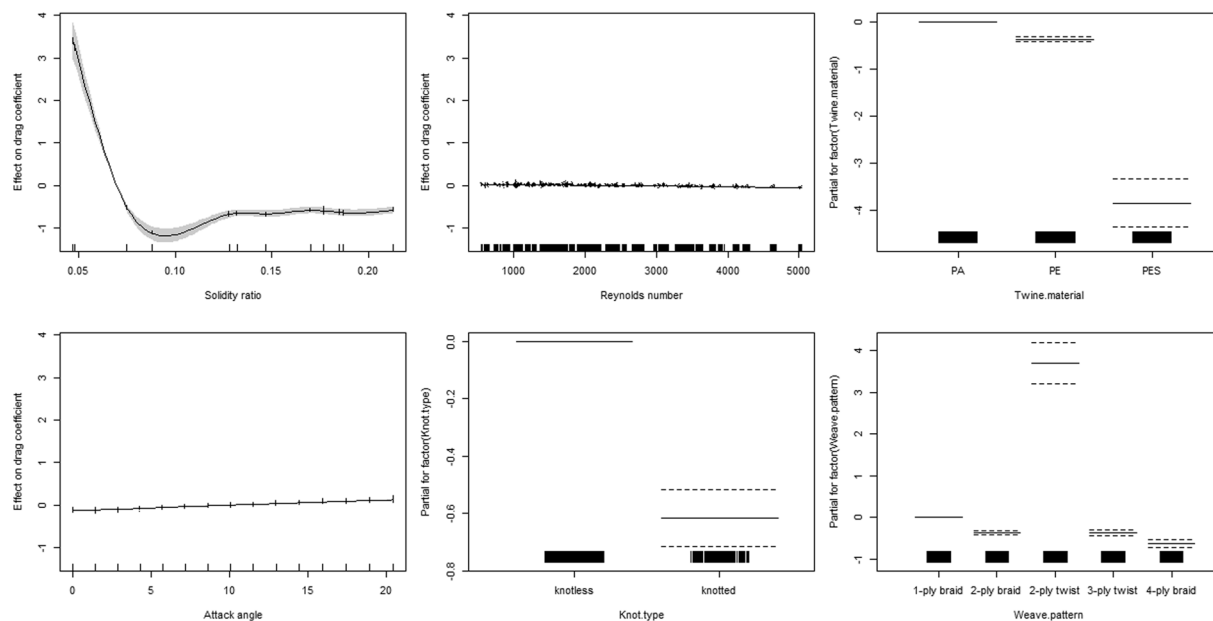 Effect on drag coefficient
4
3
2
1
0
-1
0.05 0.10 0.15 0.20
Solidity ratio
Effect on drag coefficient
4
3
2
1
0
-1
1000 2000 3000 4000 5000
Reynolds number
Partial for factor(Twine.material)
0
-1
-2
-3
-4
PA PE PES
Twine.material
Effect on drag coefficient
4
3
2
1
0
-1
0 5 10 15 20
Attack angle
Partial for factor(Knot.type)
0.0
-0.2
-0.4
-0.6
-0.8
knotless knotted
Knot.type
Partial for factor(Weave.pattern)
4
3
2
1
0
-1
1-ply braid 2-ply braid 2-ply twist 3-ply twist 4-ply braid
Weave.pattern